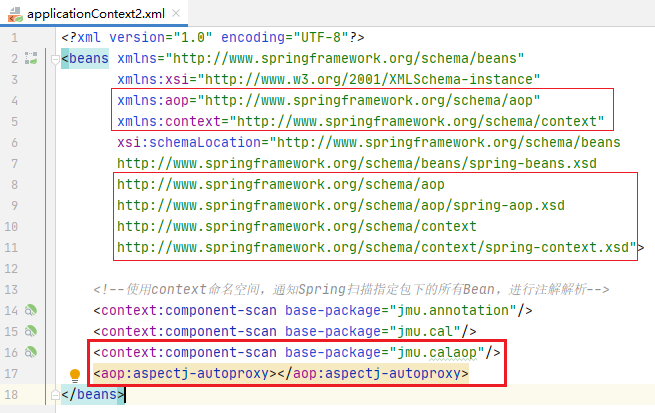 applicationContext2.xml
1 <?xml version="1.0" encoding="UTF-8"?>
2 <beans xmlns="http://www.springframework.org/schema/beans"
3 xmlns:xsi="http://www.w3.org/2001/XMLSchema-instance"
4 xmlns:aop="http://www.springframework.org/schema/aop"
5 xmlns:context="http://www.springframework.org/schema/context"
6 xsi:schemaLocation="http://www.springframework.org/schema/beans
7 http://www.springframework.org/schema/beans/spring-beans.xsd
8 http://www.springframework.org/schema/aop
9 http://www.springframework.org/schema/aop/spring-aop.xsd
10 http://www.springframework.org/schema/context
11 http://www.springframework.org/schema/context/spring-context.xsd">
12
13 <!--使用context命名空间，通知Spring扫描指定包下的所有Bean，进行注解解析-->
14 <context:component-scan base-package="jmu.annotation"/>
15 <context:component-scan base-package="jmu.cal"/>
16 <context:component-scan base-package="jmu.calaop"/>
17 <aop:aspectj-autoproxy></aop:aspectj-autoproxy>
18 </beans>